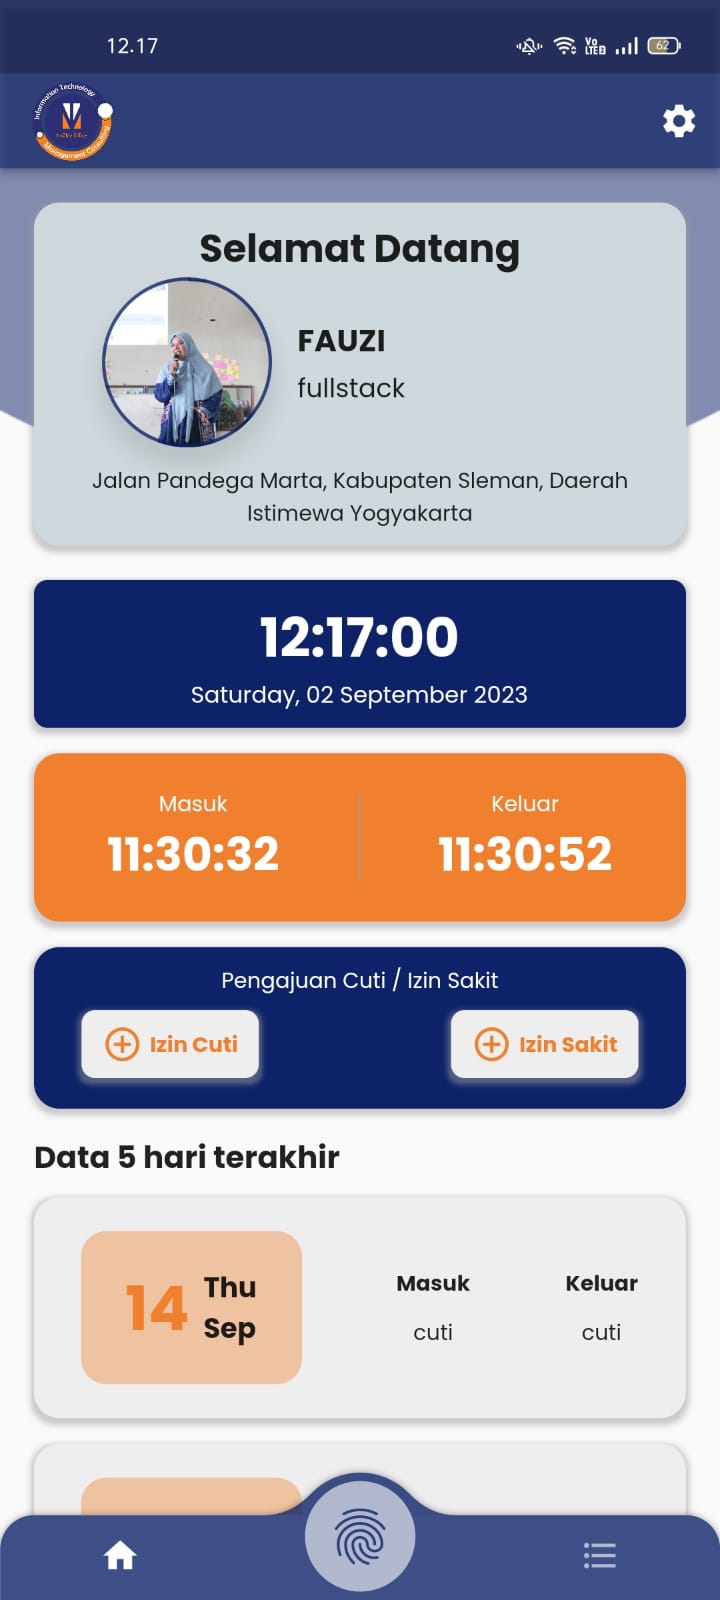 12.17
Vo
LTE2
62
Information Technology
Management Consulting
Selamat Datang
FAUZI
fullstack
Jalan Pandega Marta, Kabupaten Sleman, Daerah
Istimewa Yogyakarta
12:17:00
Saturday, 02 September 2023
Masuk Keluar
11:30:32 11:30:52
Pengajuan Cuti / Izin Sakit
Izin Cuti Izin Sakit
Data 5 hari terakhir
14 Thu Sep
Masuk Keluar
cuti cuti